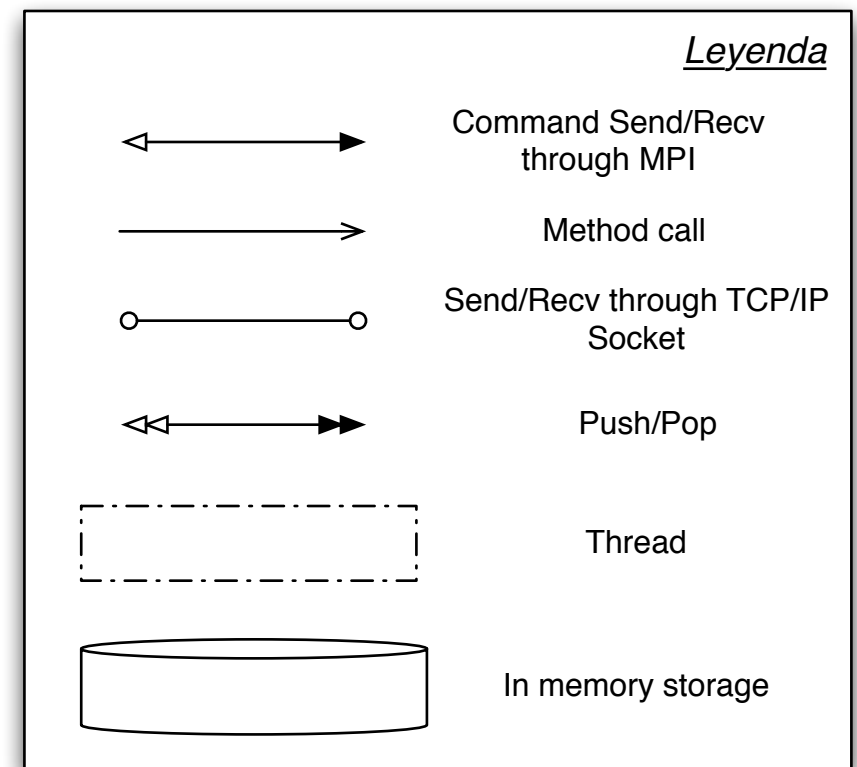 Leyenda
Command Send/Recv
through MPI
Method call
Send/Recv through TCP/IP
Socket
Push/Pop
Thread
In memory storage